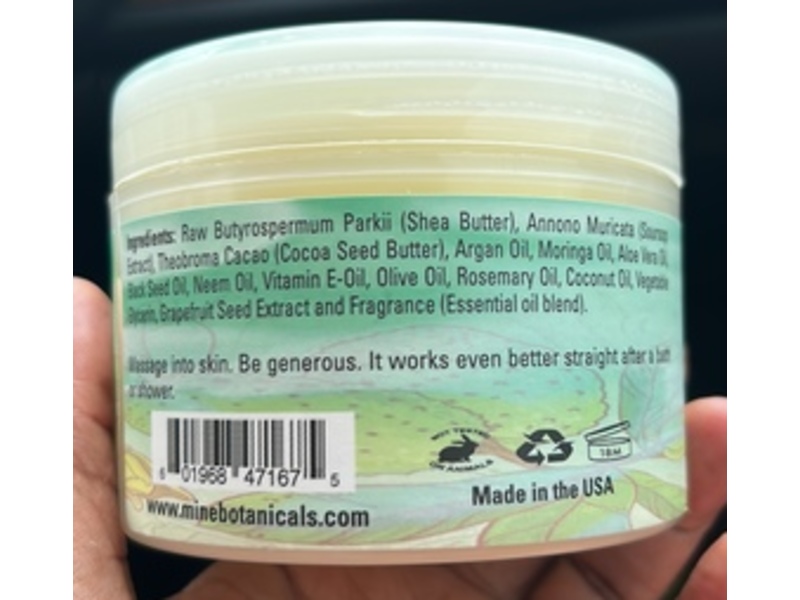 Ingredients: Raw Butyrospermum Parkii (Shea Butter), Annono Muricata (Soursop
Extract), Theobroma Cacao (Cocoa Seed Butter), Argan Oil, Moringa Oil, Aloe Vera Oil,
Black Seed Oil, Neem Oil, Vitamin E-Oil, Olive Oil, Rosemary Oil, Coconut Oil, Vegetable
Glycerin, Grapefruit Seed Extract and Fragrance (Essential oil blend).
Massage into skin. Be generous. It works even better straight after a bath
or shower.
NOT TESTED
ON ANIMALS
18M
6 01968 47167 5
Made in the USA
www.minebotanicals.com